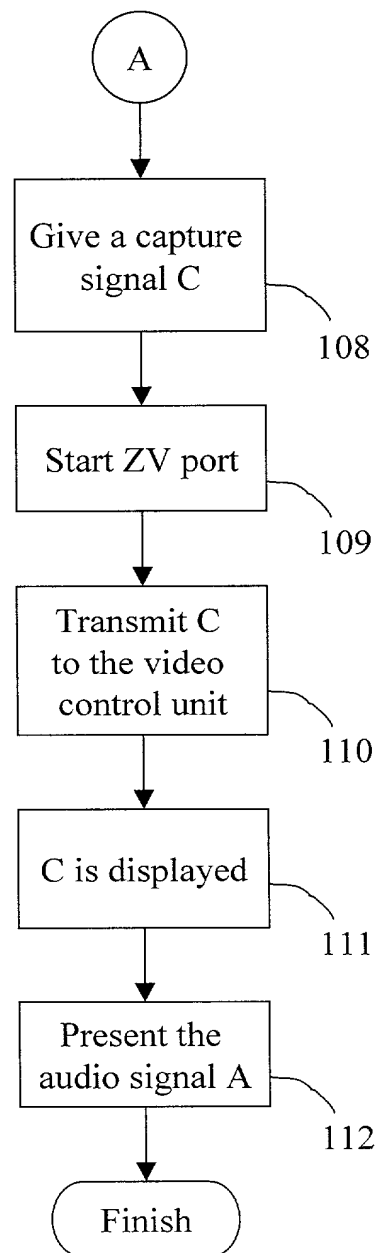 A
Give a capture
signal C
108
Start ZV port
109
Transmit C
to the video
control unit
110
C is displayed
111
Present the
audio signal A
112
Finish